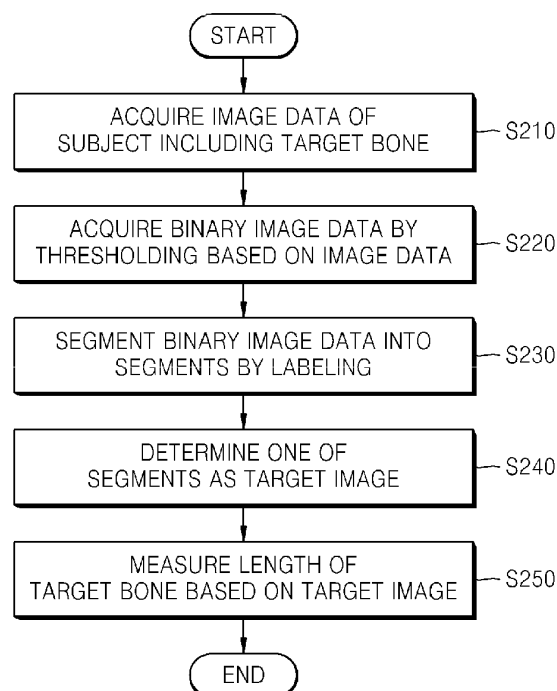 START
ACQUIRE IMAGE DATA OF
SUBJECT INCLUDING TARGET BONE
S210
ACQUIRE BINARY IMAGE DATA BY
THRESHOLDING BASED ON IMAGE DATA
S220
SEGMENT BINARY IMAGE DATA INTO
SEGMENTS BY LABELING
S230
DETERMINE ONE OF
SEGMENTS AS TARGET IMAGE
S240
MEASURE LENGTH OF
TARGET BONE BASED ON TARGET IMAGE
S250
END